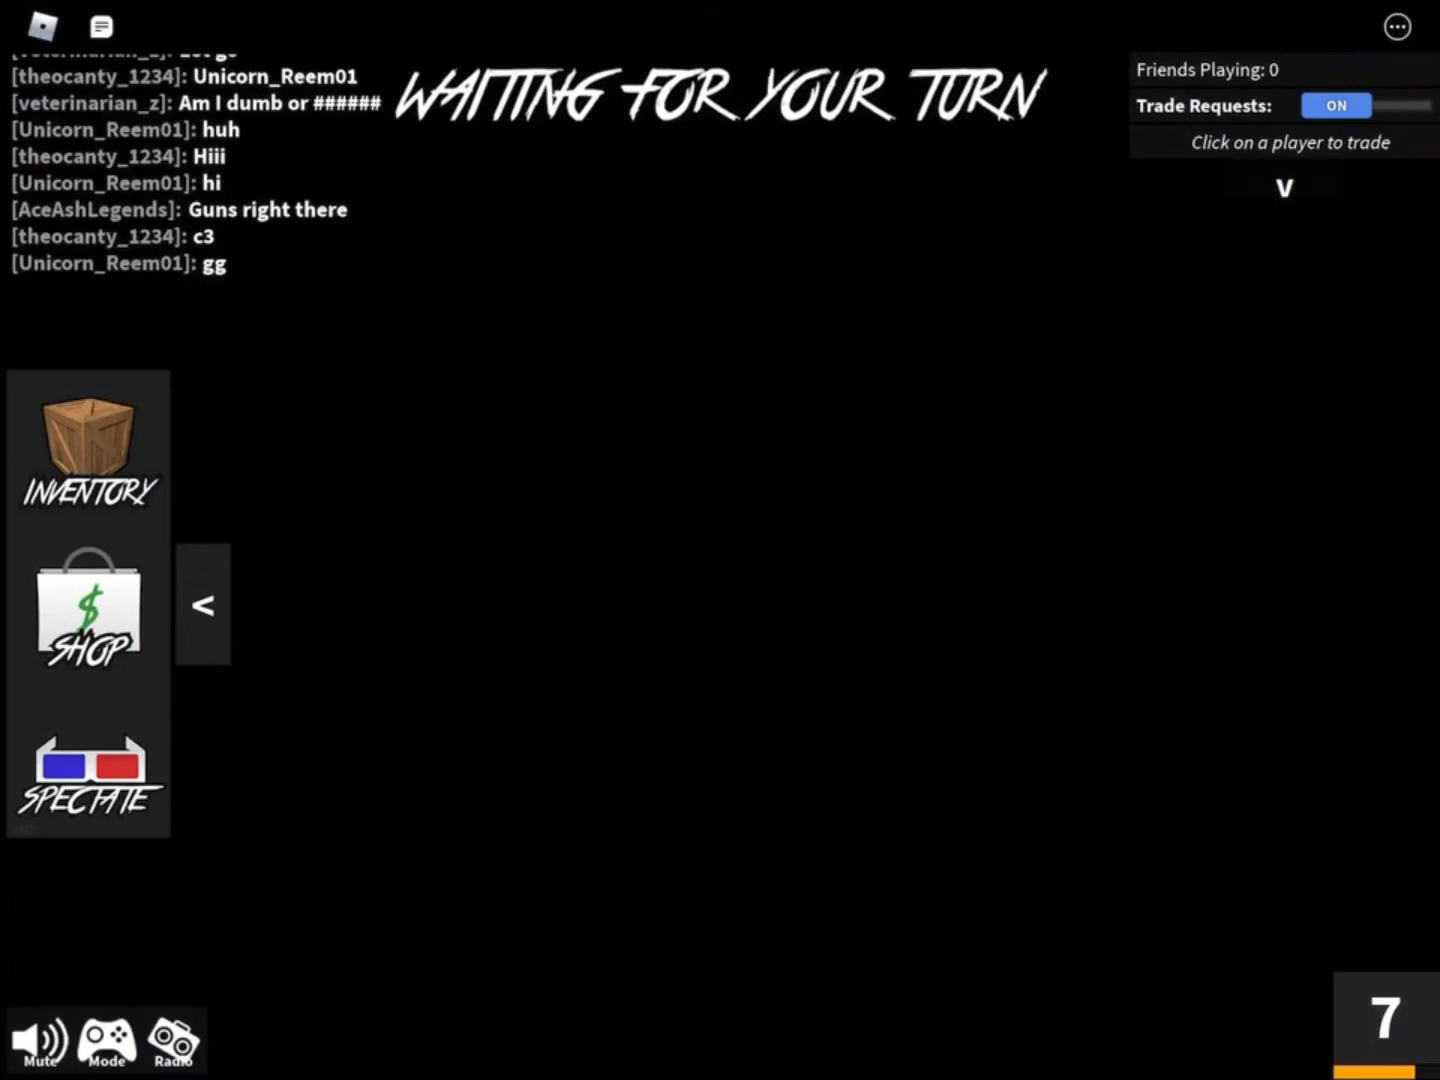 [theocanty_1234]: Unicorn_Reem01
[veterinarian_z]: Am I dumb or ######
[Unicorn_Reem01]: huh
[theocanty_1234]: Hiii
[Unicorn_Reem01]: hi
[AceAshLegends]: Guns right there
[theocanty_1234]: c3
[Unicorn_Reem01]: gg
WAITING FOR YOUR TURN
Friends Playing: 0
Trade Requests: ON
Click on a player to trade
v
INVENTORY
$
SHOP
<
SPECTATE
Mute Mode Radio
7